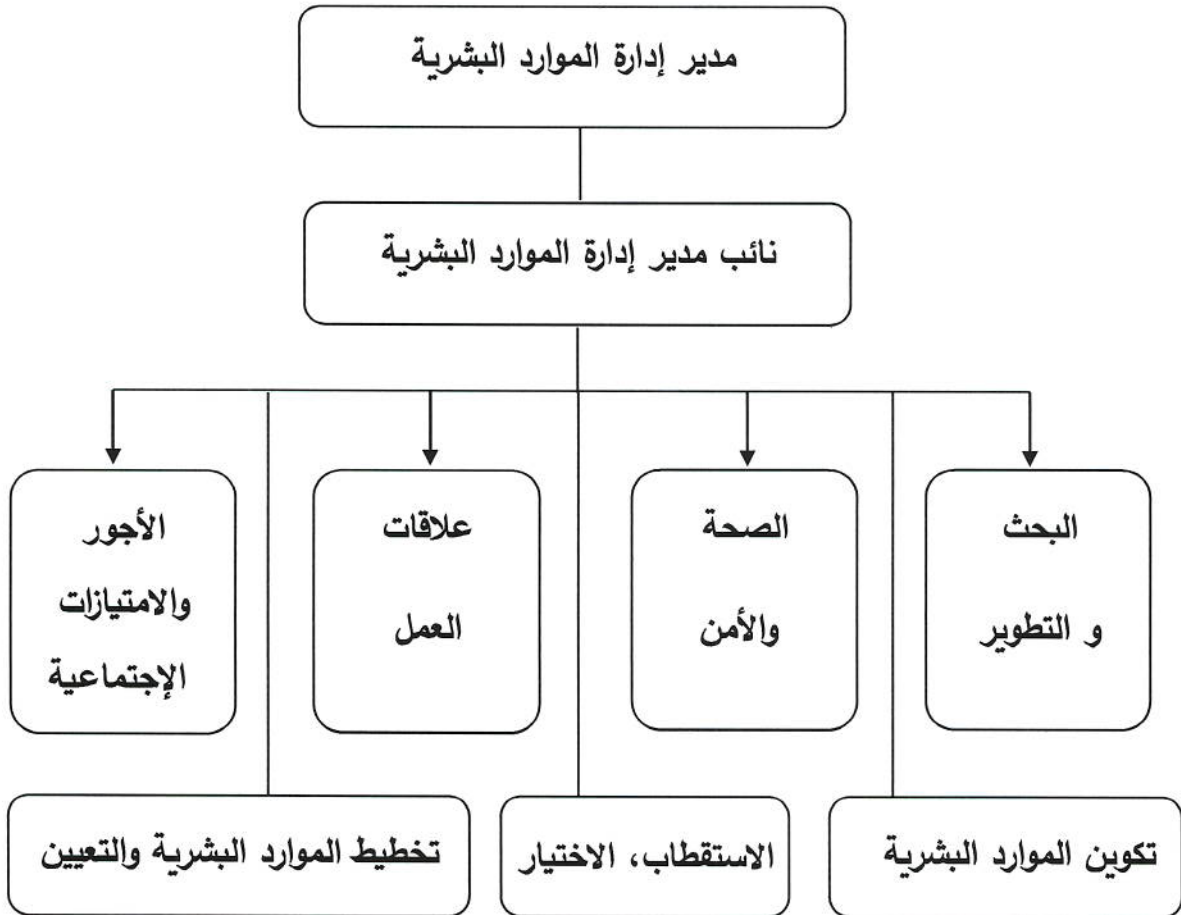 مدير إدارة الموارد البشرية
نائب مدير إدارة الموارد البشرية
البحث
و التطوير
الصحة
والأمن
علاقات
العمل
الأجور
والامتيازات
الإجتماعية
تكوين الموارد البشرية
الاستقطاب، الاختيار
تخطيط الموارد البشرية والتعيين